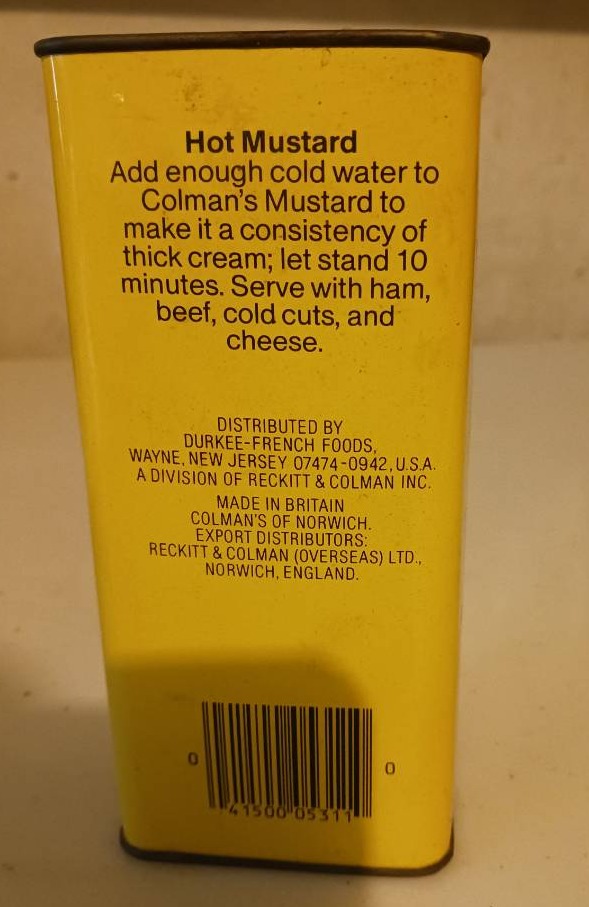 Hot Mustard
Add enough cold water to
Colman's Mustard to
make it a consistency of
thick cream; let stand 10
minutes. Serve with ham,
beef, cold cuts, and
cheese.
DISTRIBUTED BY
DURKEE-FRENCH FOODS,
WAYNE, NEW JERSEY 07474-0942, U.S.A.
A DIVISION OF RECKITT & COLMAN INC.
MADE IN BRITAIN
COLMAN'S OF NORWICH.
EXPORT DISTRIBUTORS:
RECKITT & COLMAN (OVERSEAS) LTD.,
NORWICH, ENGLAND.
0 41500 05311 0